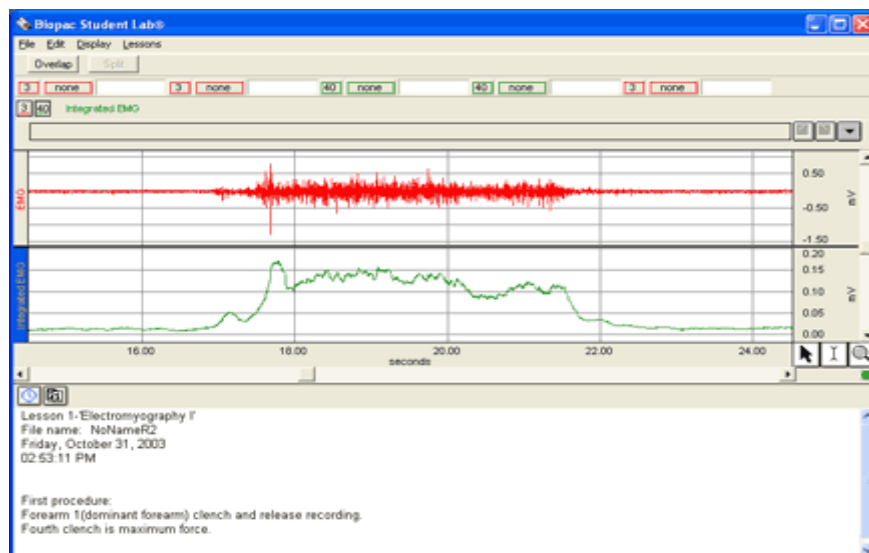 Biopac Student Lab®
File Edit Display Lessons
Overlap Split
3 none 3 none 40 none 40 none 3 none
3 40 Integrated EMG
EMG
0.50
-0.50
-1.50
mV
Integrated EMG
0.20
0.15
0.10
0.05
0.00
mV
16.00 18.00 20.00 22.00 24.00
seconds
Lesson 1-'Electromyography I'
File name: NoNameR2
Friday, October 31, 2003
02:53:11 PM
First procedure:
Forearm 1(dominant forearm) clench and release recording.
Fourth clench is maximum force.